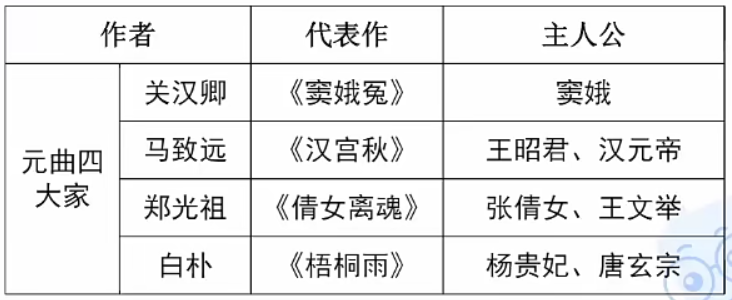 作者 代表作 主人公
元曲四大家 关汉卿 《窦娥冤》 窦娥
马致远 《汉宫秋》 王昭君、汉元帝
郑光祖 《倩女离魂》 张倩女、王文举
白朴 《梧桐雨》 杨贵妃、唐玄宗